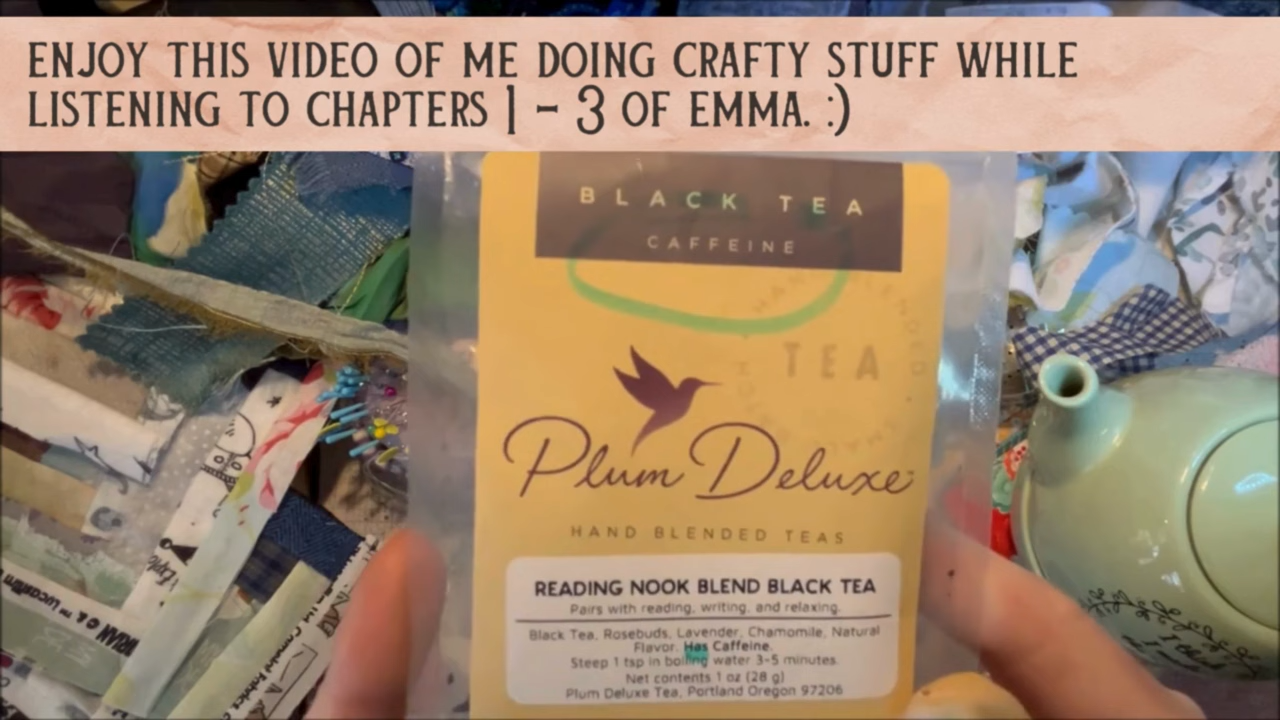 ENJOY THIS VIDEO OF ME DOING CRAFTY STUFF WHILE
LISTENING TO CHAPTERS 1 - 3 OF EMMA. :)
BLACK TEA
CAFFEINE
TEA
Plum Deluxe
HAND BLENDED TEAS
READING NOOK BLEND BLACK TEA
Pairs with reading, writing, and relaxing.
Black Tea, Rosebuds, Lavender, Chamomile, Natural
Flavor. Has Caffeine.
Steep 1 tsp in boiling water 3-5 minutes.
Net contents 1 oz (28 g)
Plum Deluxe Tea, Portland Oregon 97206